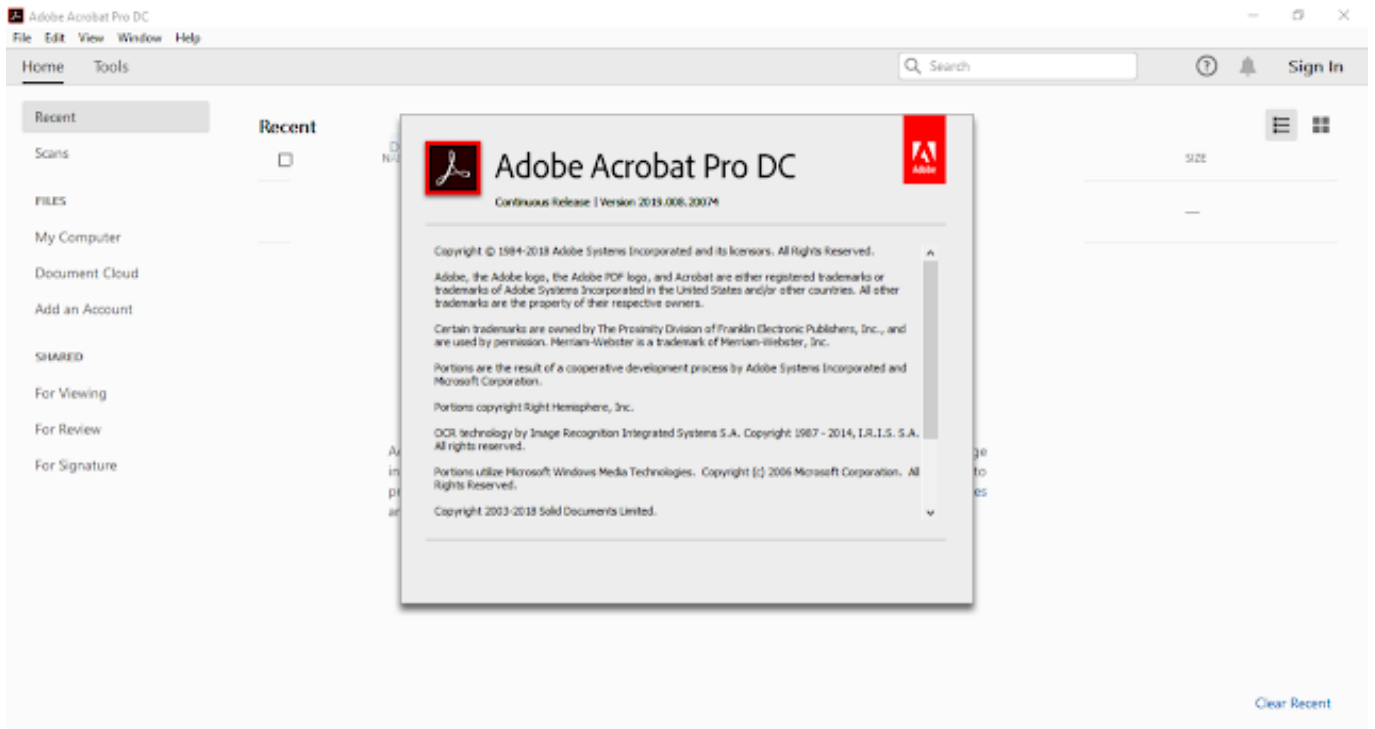 Adobe Acrobat Pro DC
File Edit View Window Help
Home Tools
Search
Sign In
Recent
Scans
FILES
My Computer
Document Cloud
Add an Account
SHARED
For Viewing
For Review
For Signature
Recent
SIZE
—
Adobe Acrobat Pro DC
Adobe
Continuous Release | Version 2019.008.20074
Copyright © 1984-2018 Adobe Systems Incorporated and its licensors. All Rights Reserved.
Adobe, the Adobe logo, the Adobe PDF logo, and Acrobat are either registered trademarks or
trademarks of Adobe Systems Incorporated in the United States and/or other countries. All other
trademarks are the property of their respective owners.
Certain trademarks are owned by The Proximity Division of Franklin Electronic Publishers, Inc., and
are used by permission. Merriam-Webster is a trademark of Merriam-Webster, Inc.
Portions are the result of a cooperative development process by Adobe Systems Incorporated and
Microsoft Corporation.
Portions copyright Right Hemisphere, Inc.
OCR technology by Image Recognition Integrated Systems S.A. Copyright 1987 - 2014, I.R.I.S. S.A.
All rights reserved.
Portions utilize Microsoft Windows Media Technologies. Copyright (c) 2006 Microsoft Corporation. All
Rights Reserved.
Copyright 2003-2018 Solid Documents Limited.
Clear Recent